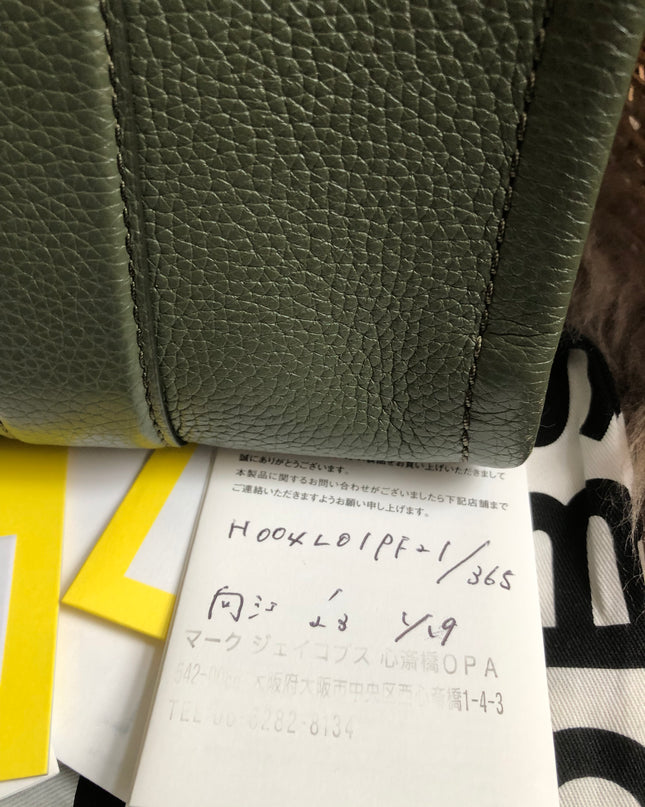 誠にありがとうございます。
本製品に関するお問い合わせがございましたら下記店舗まで
ご連絡いただきますようお願い申し上げます。
H004L01PF21/365
向江 '23 1/29
マーク ジェイコブス 心斎橋OPA
大阪府大阪市中央区西心斎橋1-4-3
TEL 06-6282-8134